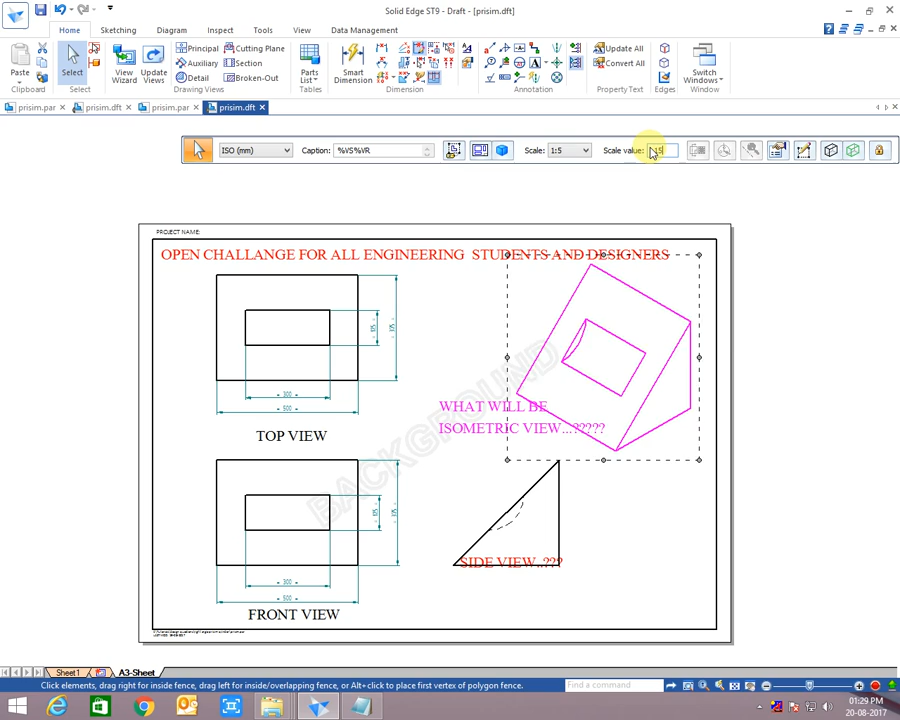 Solid Edge ST9 - Draft - [prisim.dft]
Home Sketching Diagram Inspect Tools View Data Management
Paste Select View Wizard Update Views Principal Auxiliary Detail Cutting Plane Section Broken-Out Parts List Smart Dimension Update All Convert All Switch Windows
Clipboard Select Drawing Views Dimension Annotation Property Text Edges Window
prisim.par prisim.dft prisim.par prisim.dft
ISO (mm) Caption: %VS%VR Scale: 1:5 Scale value:
PROJECT NAME:
OPEN CHALLANGE FOR ALL ENGINEERING STUDENTS AND DESIGNERS
300
500
WHAT WILL BE
ISOMETRIC VIEW...?????
TOP VIEW
BACKGROUND
SIDE VIEW..???
300
500
FRONT VIEW
Sheet1 A3-Sheet
Click elements, drag right for inside fence, drag left for inside/overlapping fence, or Alt+click to place first vertex of polygon fence. Find a command
01:29 PM
20-08-2017